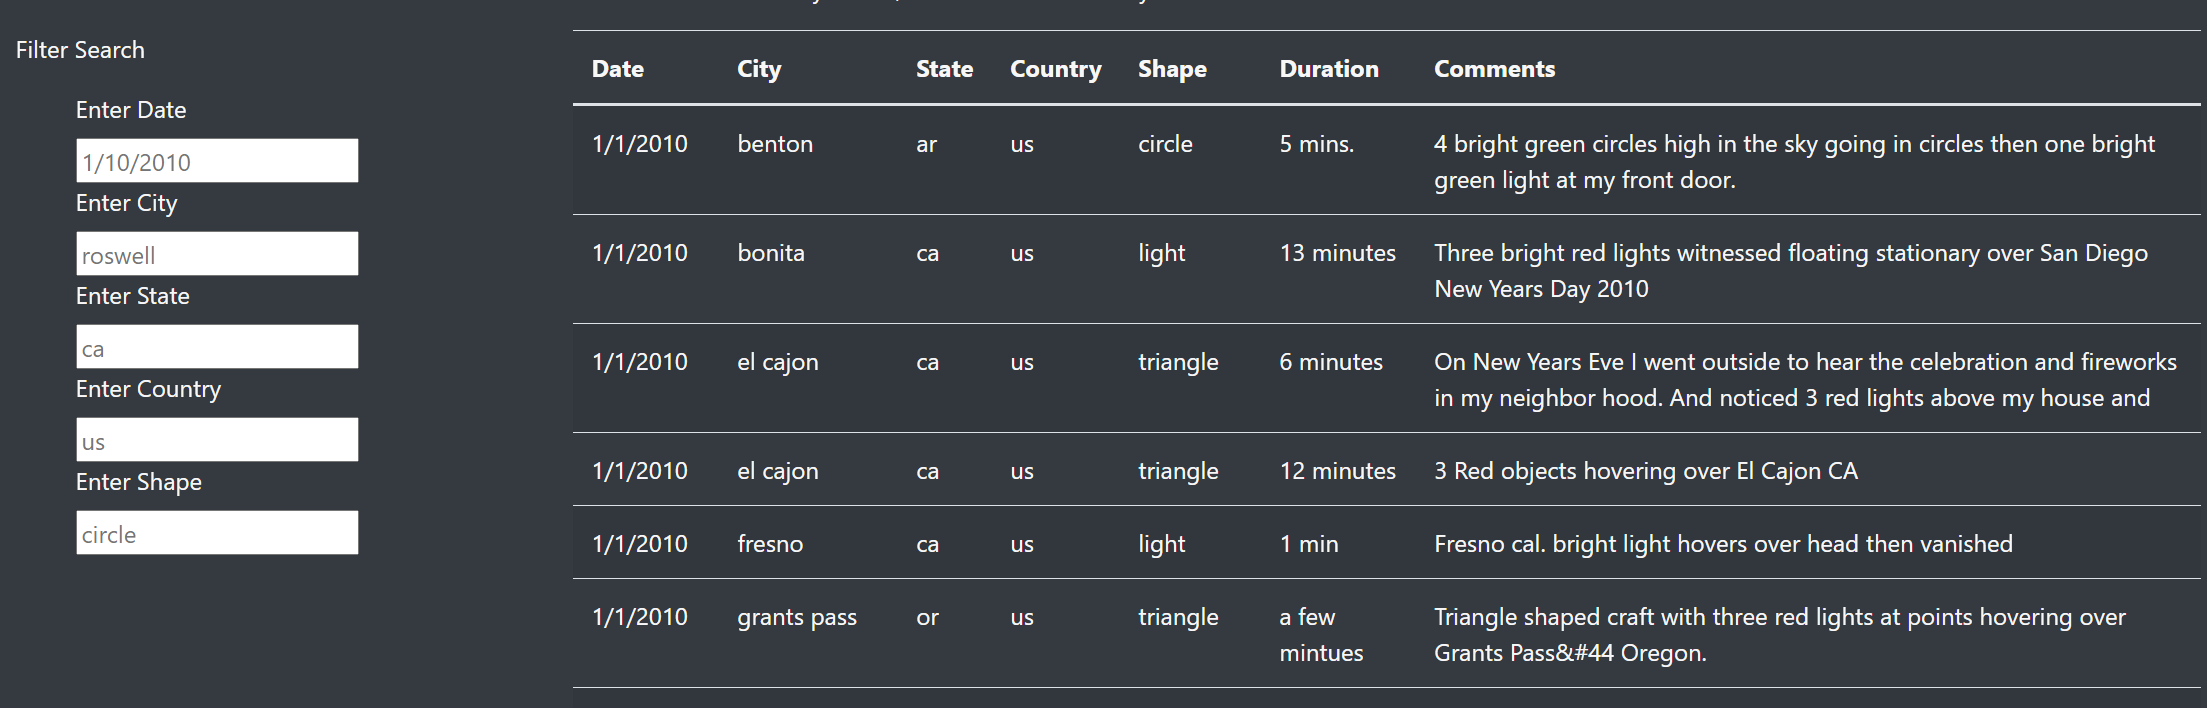 Filter Search
Enter Date
1/10/2010
Enter City
roswell
Enter State
ca
Enter Country
us
Enter Shape
circle
Date City State Country Shape Duration Comments
1/1/2010 benton ar us circle 5 mins. 4 bright green circles high in the sky going in circles then one bright
green light at my front door.
1/1/2010 bonita ca us light 13 minutes Three bright red lights witnessed floating stationary over San Diego
New Years Day 2010
1/1/2010 el cajon ca us triangle 6 minutes On New Years Eve I went outside to hear the celebration and fireworks
in my neighbor hood. And noticed 3 red lights above my house and
1/1/2010 el cajon ca us triangle 12 minutes 3 Red objects hovering over El Cajon CA
1/1/2010 fresno ca us light 1 min Fresno cal. bright light hovers over head then vanished
1/1/2010 grants pass or us triangle a few Triangle shaped craft with three red lights at points hovering over
mintues Grants Pass&#44 Oregon.